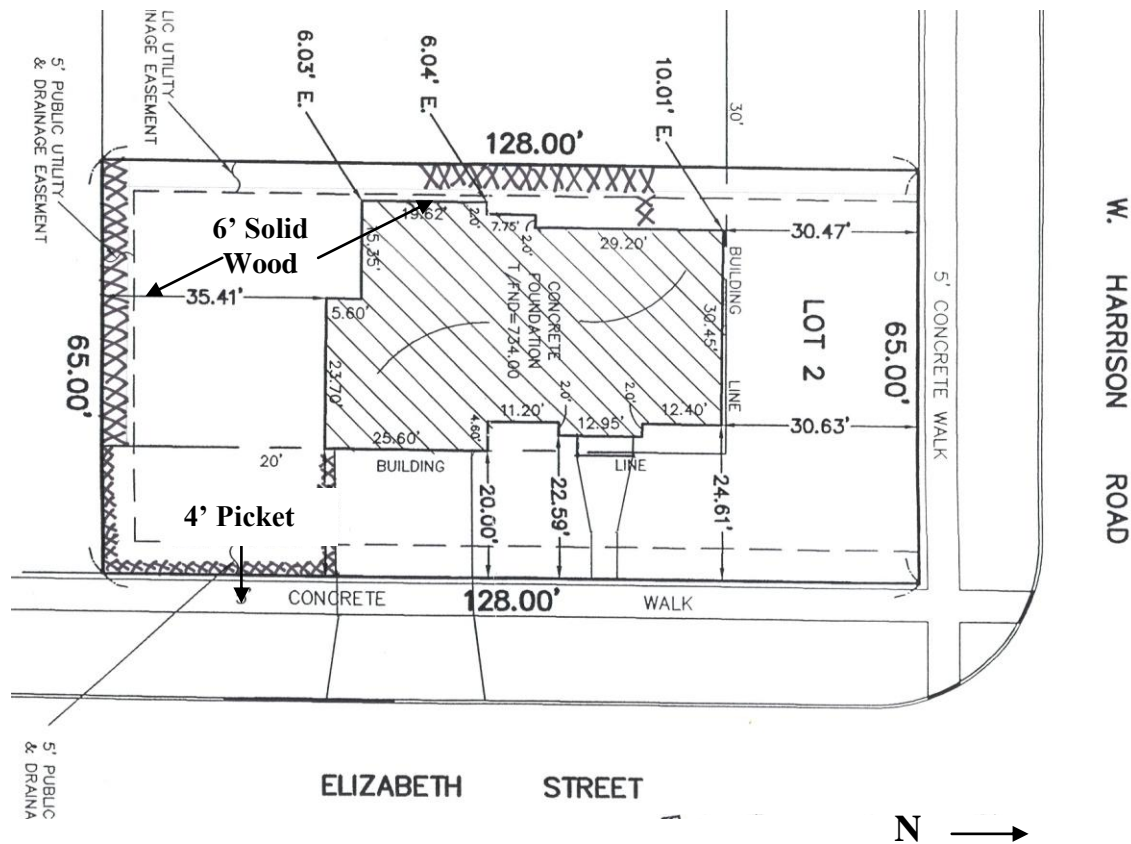 LIC UTILITY
NAGE EASEMENT
5' PUBLIC UTILITY
& DRAINAGE EASEMENT
6.03' E.
6.04' E.
10.01' E.
30'
128.00'
6' Solid
Wood
19.62'
2.0'
7.75'
2.0'
29.20'
30.47'
35.41'
5.35'
5.60'
CONCRETE
FOUNDATION
T/FND=734.00
30.45'
BUILDING
LINE
LOT 2
65.00'
65.00'
5' CONCRETE WALK
W. HARRISON ROAD
23.70'
25.60'
4.60'
11.20'
2.0'
12.95'
2.0'
12.40'
30.63'
20'
BUILDING
LINE
4' Picket
20.00'
22.59'
24.61'
CONCRETE
128.00'
WALK
5' PUBLIC
& DRAINA
ELIZABETH STREET
N